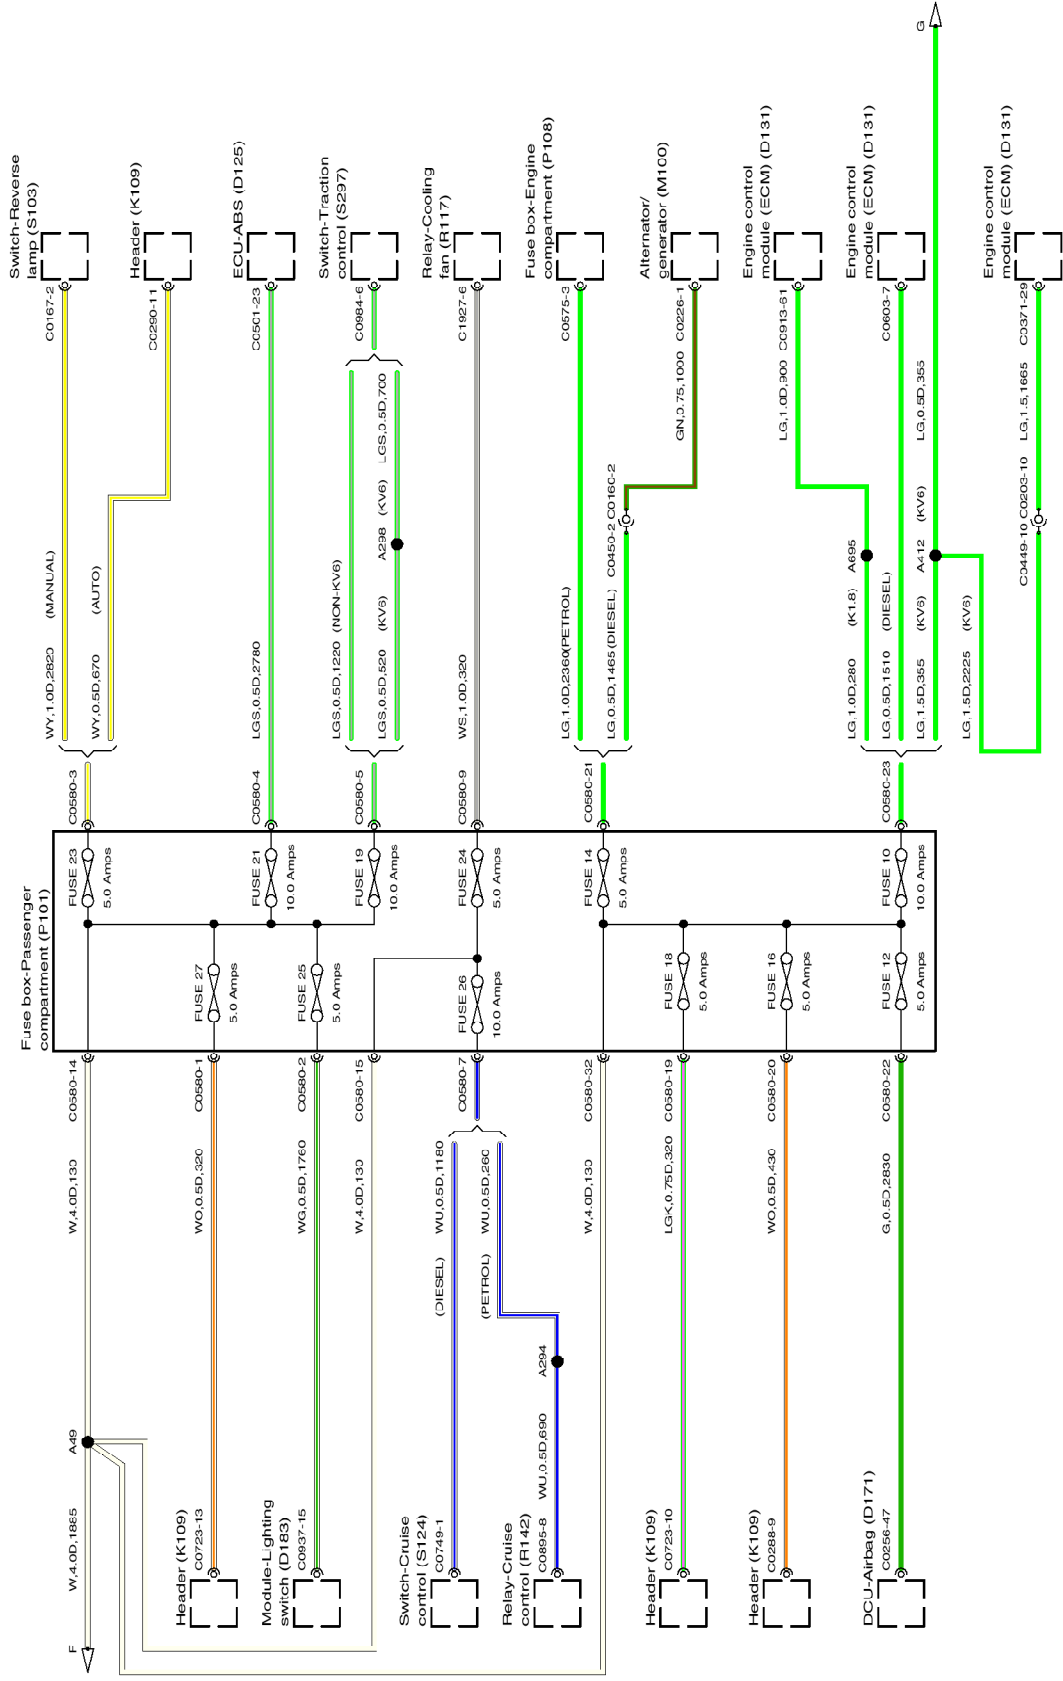 Switch-Reverse
lamp (S103)
C0167-2
Header (K109)
C0290-11
ECU-ABS (D125)
C0501-23
Switch-Traction
control (S297)
C0984-6
Relay-Cooling
fan (R117)
C1927-6
Fuse box-Engine
compartment (P108)
C0575-3
Alternator/
generator (M100)
C0226-1
Engine control
module (ECM) (D131)
C0913-61
Engine control
module (ECM) (D131)
C0603-7
G
Engine control
module (ECM) (D131)
C0371-29
WY,1.0D,2820 (MANUAL)
WY,0.5D,670 (AUTO)
LGS,0.5D,2780
LGS,0.5D,1220 (NON-KV6)
LGS,0.5D,520 (KV6)
A298 (KV6) LGS,0.5D,700
WS,1.0D,320
LG,1.0D,2360(PETROL)
LG,0.5D,1465(DIESEL)
C0450-2 C0160-2
GN,0.75,1000
LG,1.0D,900
LG,1.0D,280 (K1.8) A695
LG,0.5D,1510 (DIESEL)
LG,1.5D,355 (KV6) A412 (KV6) LG,0.5D,355
LG,1.5D,2225 (KV6)
C0449-10 C0203-10 LG,1.5,1665
C0580-3
C0580-4
C0580-5
C0580-9
C0580-21
C0580-23
Fuse box-Passenger
compartment (P101)
FUSE 23
5.0 Amps
FUSE 21
10.0 Amps
FUSE 19
10.0 Amps
FUSE 24
5.0 Amps
FUSE 14
5.0 Amps
FUSE 10
10.0 Amps
FUSE 27
5.0 Amps
FUSE 25
5.0 Amps
FUSE 26
10.0 Amps
FUSE 18
5.0 Amps
FUSE 16
5.0 Amps
FUSE 12
5.0 Amps
C0580-14
C0580-1
C0580-2
C0580-15
C0580-7
C0580-32
C0580-19
C0580-20
C0580-22
W,4.0D,130
WO,0.5D,320
WG,0.5D,1760
W,4.0D,130
WU,0.5D,1180
(DIESEL)
WU,0.5D,260
(PETROL)
W,4.0D,130
LGK,0.75D,320
WO,0.5D,430
G,0.5D,2830
A49
A294
W,4.0D,1885
WU,0.5D,690
F
Header (K109)
C0723-13
Module-Lighting
switch (D183)
C0937-15
Switch-Cruise
control (S124)
C0749-1
Relay-Cruise
control (R142)
C0895-8
Header (K109)
C0723-10
Header (K109)
C0288-9
DCU-Airbag (D171)
C0256-47